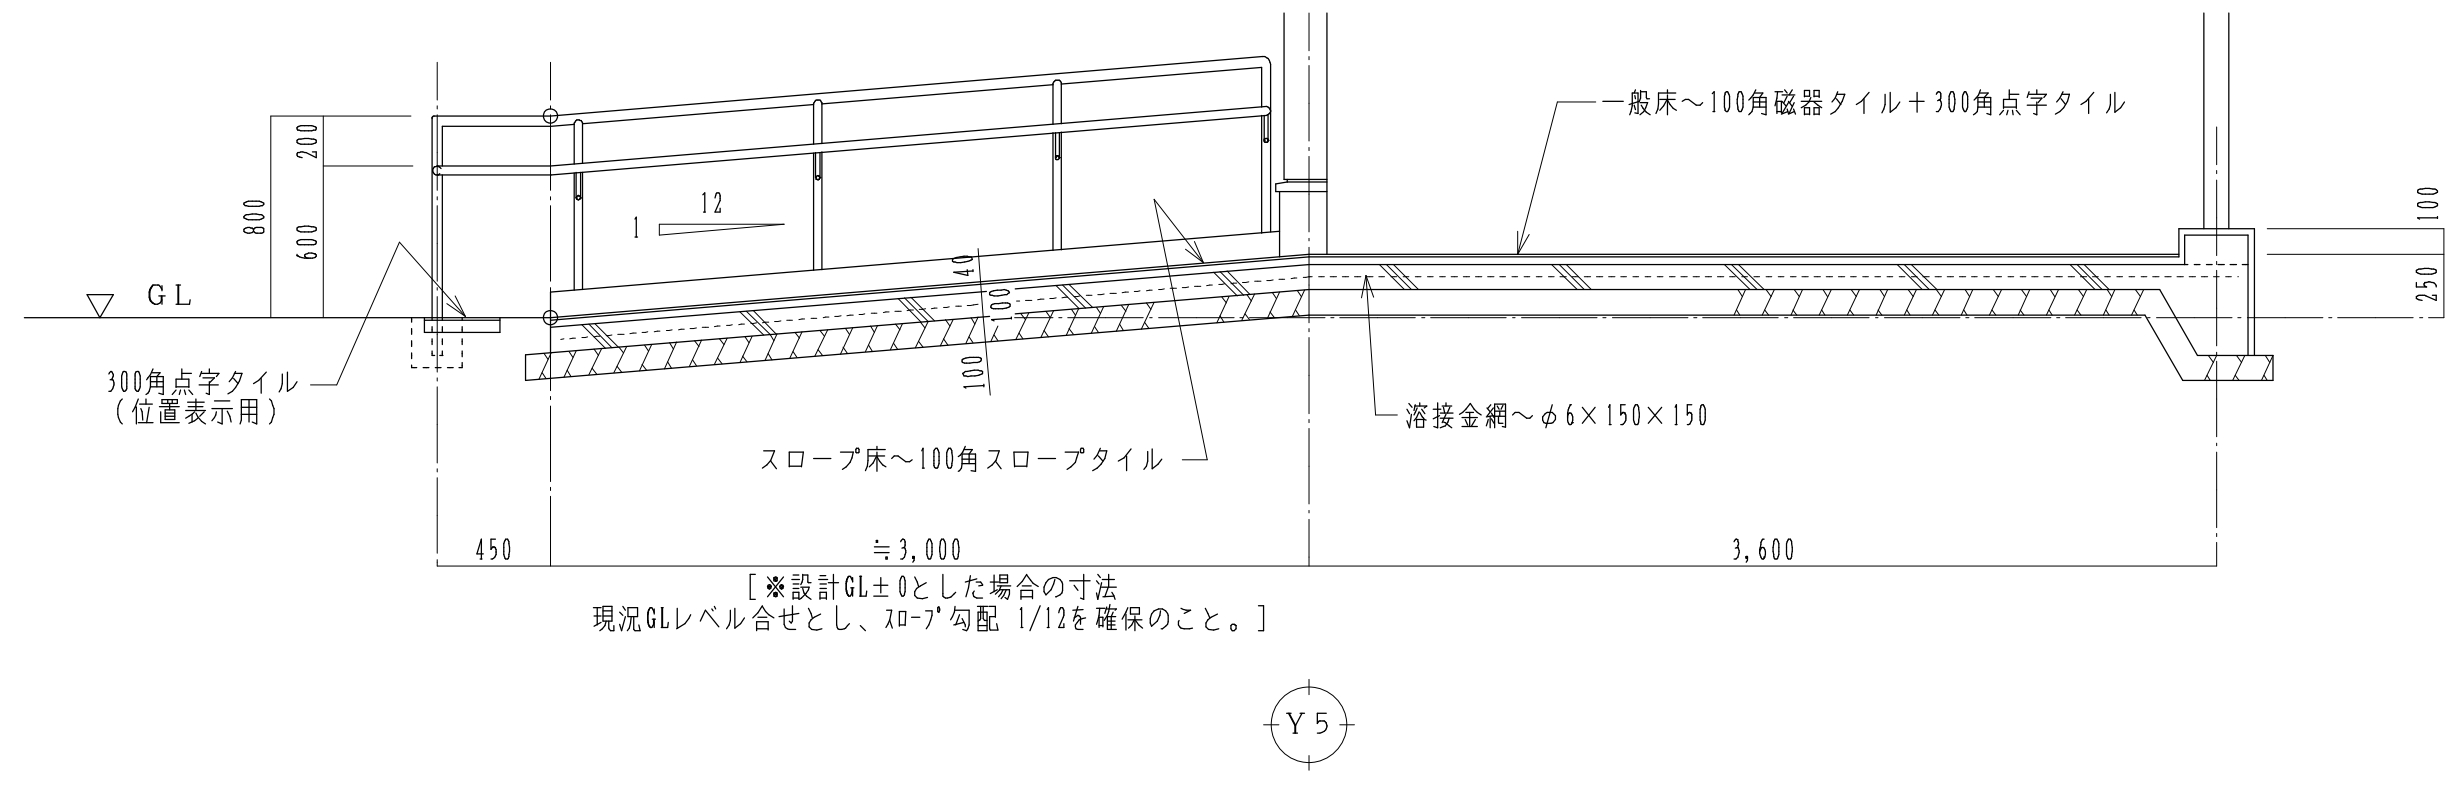 一般床～100角磁器タイル＋300角点字タイル
200
800
600
12
1
100
250
40
100
100
GL
300角点字タイル
（位置表示用）
溶接金網～φ6×150×150
スロープ床～100角スロープタイル
450
≒3,000
3,600
[※設計GL±0とした場合の寸法
現況GLレベル合せとし、ｽﾛｰﾌﾟ勾配 1/12を確保のこと。]
Y5